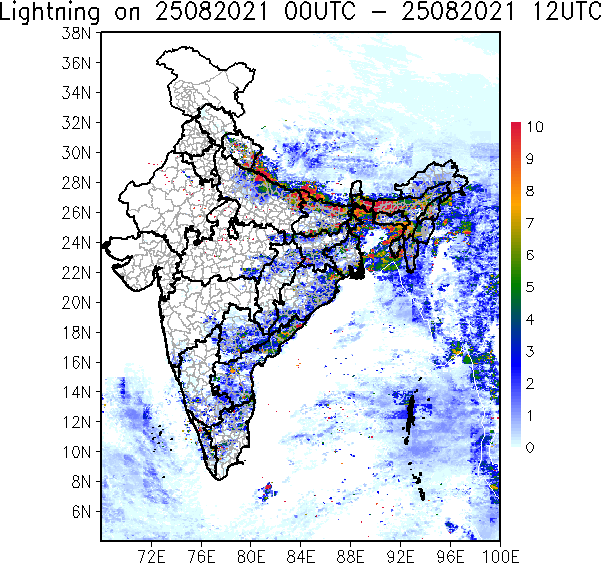 Lightning on 25082021 00UTC – 25082021 12UTC
38N
36N
34N
32N
30N
28N
26N
24N
22N
20N
18N
16N
14N
12N
10N
8N
6N
72E 76E 80E 84E 88E 92E 96E 100E
10
9
8
7
6
5
4
3
2
1
0